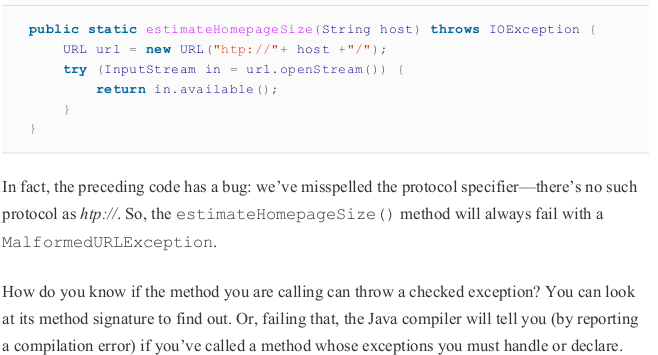 public static estimateHomepageSize(String host) throws IOException {
    URL url = new URL("htp://"+ host +"/");
    try (InputStream in = url.openStream()) {
        return in.available();
    }
}
In fact, the preceding code has a bug: we’ve misspelled the protocol specifier—there’s no such
protocol as htp://. So, the estimateHomepageSize() method will always fail with a
MalformedURLException.
How do you know if the method you are calling can throw a checked exception? You can look
at its method signature to find out. Or, failing that, the Java compiler will tell you (by reporting
a compilation error) if you’ve called a method whose exceptions you must handle or declare.